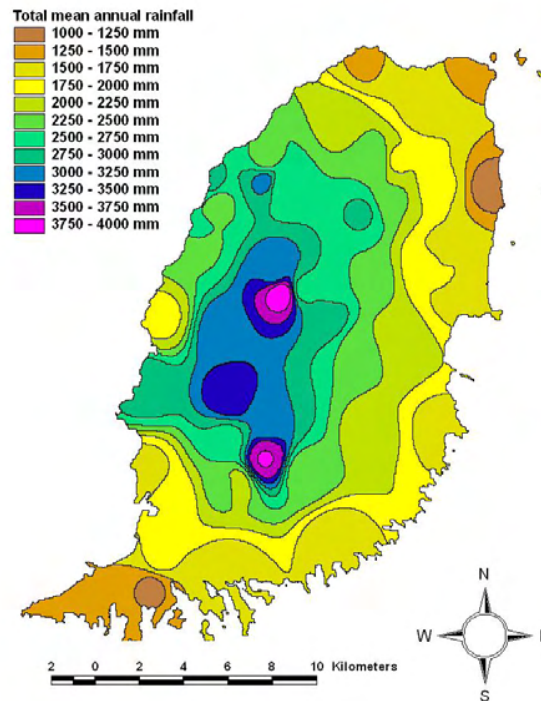 Total mean annual rainfall
1000 - 1250 mm
1250 - 1500 mm
1500 - 1750 mm
1750 - 2000 mm
2000 - 2250 mm
2250 - 2500 mm
2500 - 2750 mm
2750 - 3000 mm
3000 - 3250 mm
3250 - 3500 mm
3500 - 3750 mm
3750 - 4000 mm
N
W
S
2 0 2 4 6 8 10 Kilometers